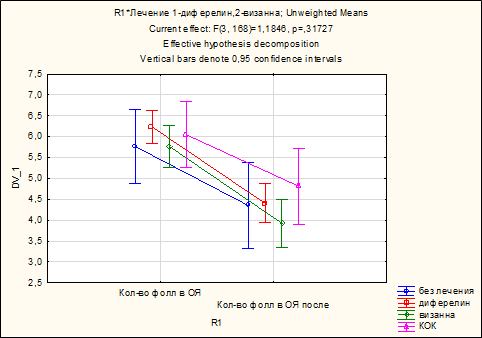 R1*Лечение 1-диферелин,2-визанна; Unweighted Means
Current effect: F(3, 168)=1,1846, p=,31727
Effective hypothesis decomposition
Vertical bars denote 0,95 confidence intervals
7,5
7,0
6,5
6,0
5,5
5,0
4,5
4,0
3,5
3,0
2,5
DV_1
Кол-во фолл в ОЯ
Кол-во фолл в ОЯ после
R1
без лечения
диферелин
визанна
КОК